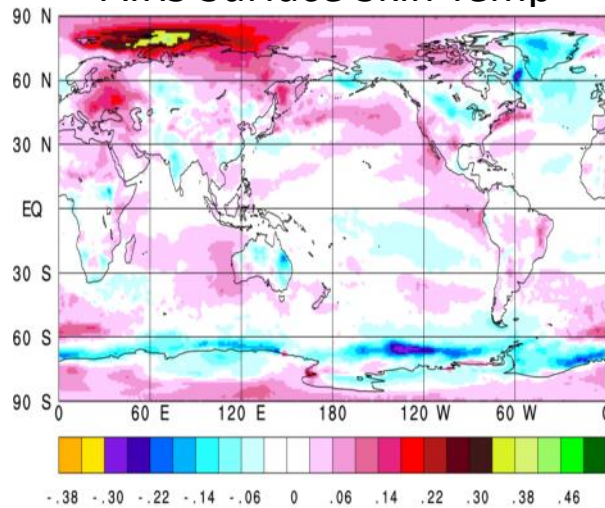 AIRS Surface Skin Temp
90 N
60 N
30 N
EQ
30 S
60 S
90 S
0 60 E 120 E 180 120 W 60 W 0
-.38 -.30 -.22 -.14 -.06 0 .06 .14 .22 .30 .38 .46